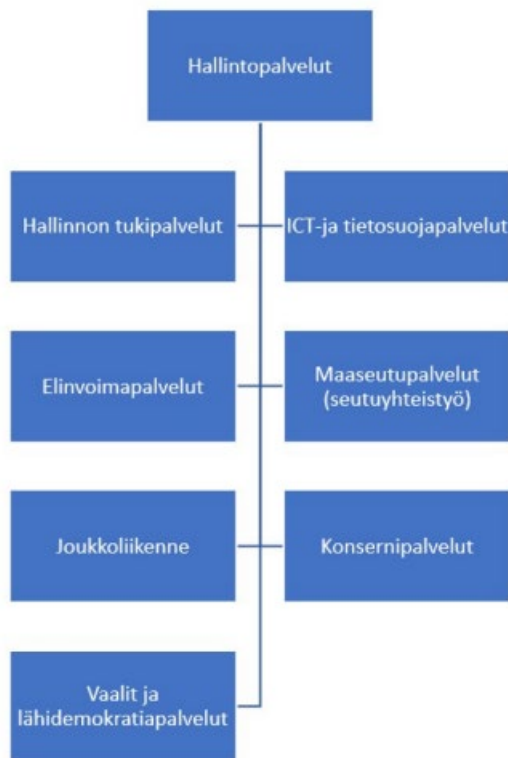 Hallintopalvelut
Hallinnon tukipalvelut
ICT-ja tietosuojapalvelut
Elinvoimapalvelut
Maaseutupalvelut
(seutuyhteistyö)
Joukkoliikenne
Konsernipalvelut
Vaalit ja
lähidemokratiapalvelut